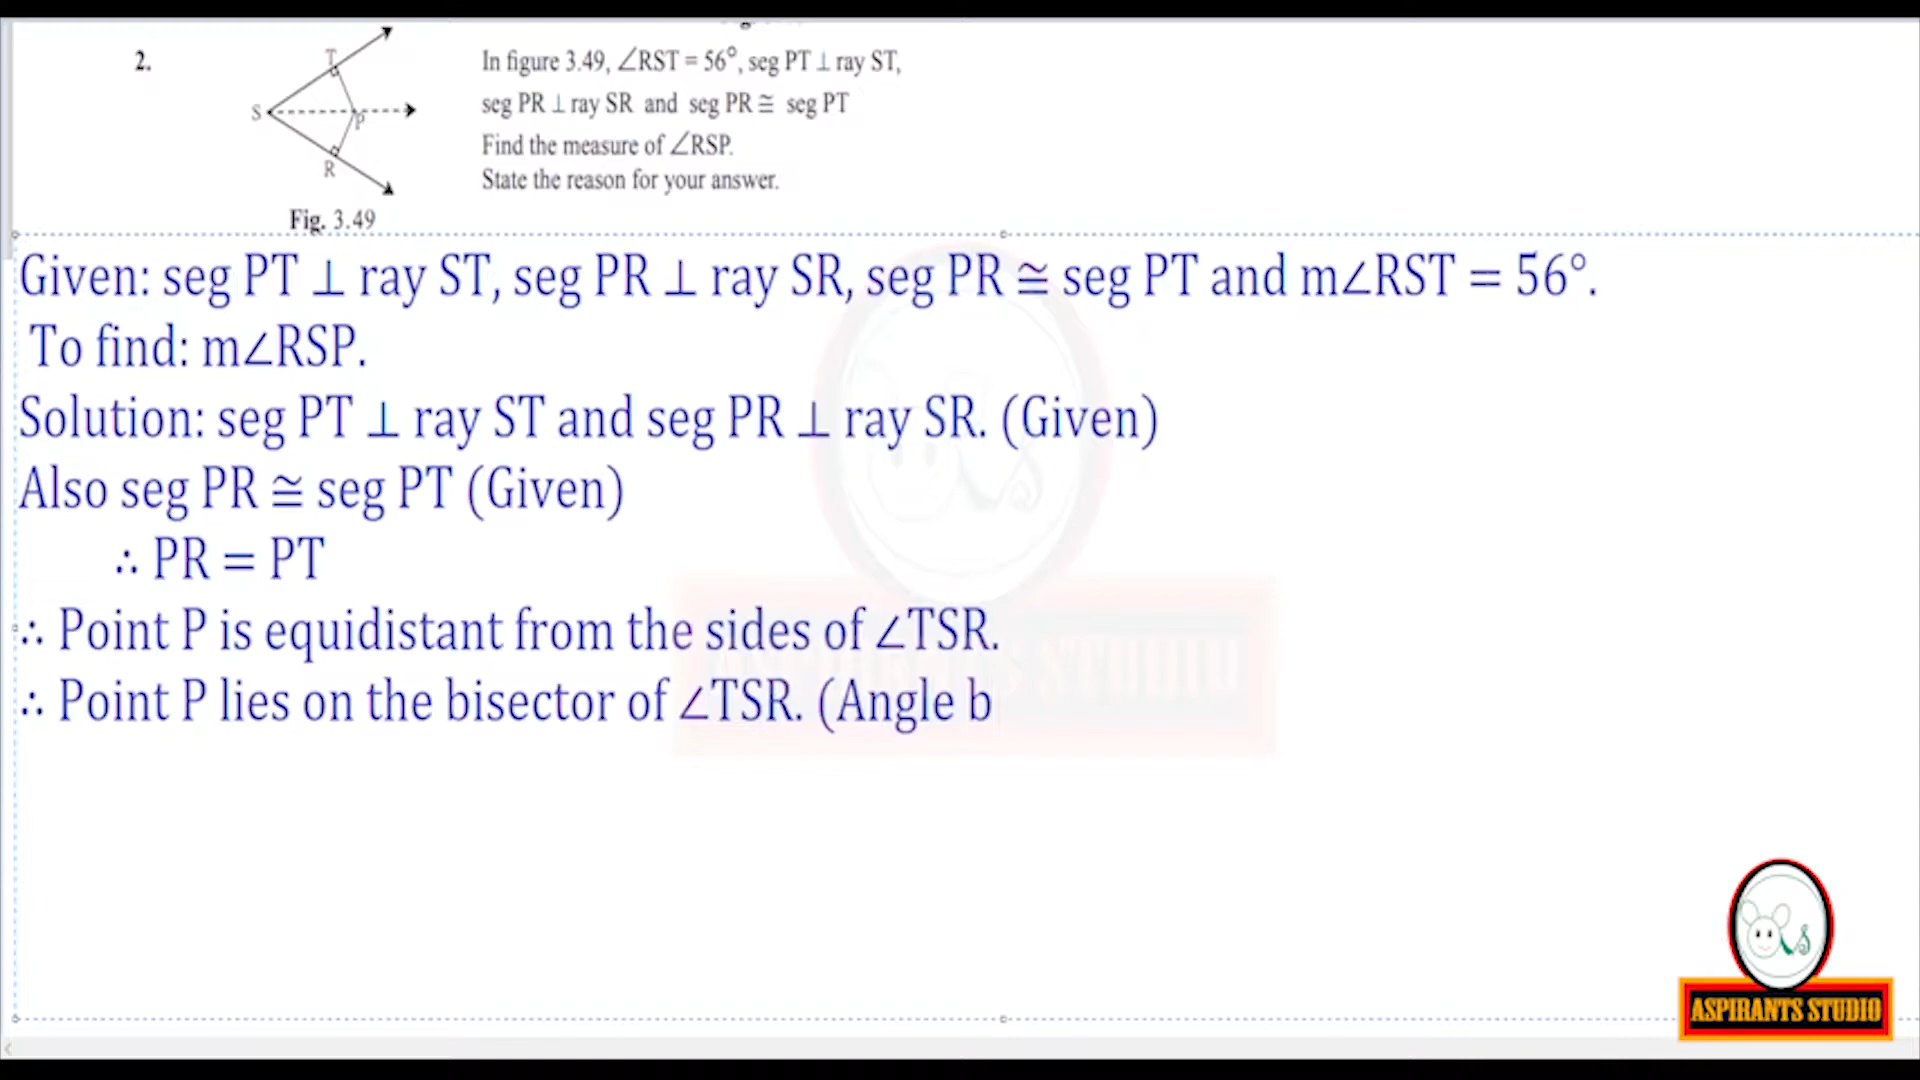 2.
In figure 3.49, ∠RST = 56°, seg PT ⊥ ray ST,
seg PR ⊥ ray SR and seg PR ≅ seg PT
Find the measure of ∠RSP.
State the reason for your answer.
T
S
P
R
Fig. 3.49
Given: seg PT ⊥ ray ST, seg PR ⊥ ray SR, seg PR ≅ seg PT and m∠RST = 56°.
To find: m∠RSP.
Solution: seg PT ⊥ ray ST and seg PR ⊥ ray SR. (Given)
Also seg PR ≅ seg PT (Given)
∴ PR = PT
∴ Point P is equidistant from the sides of ∠TSR.
∴ Point P lies on the bisector of ∠TSR. (Angle b
ASPIRANTS STUDIO
ASPIRANTS STUDIO